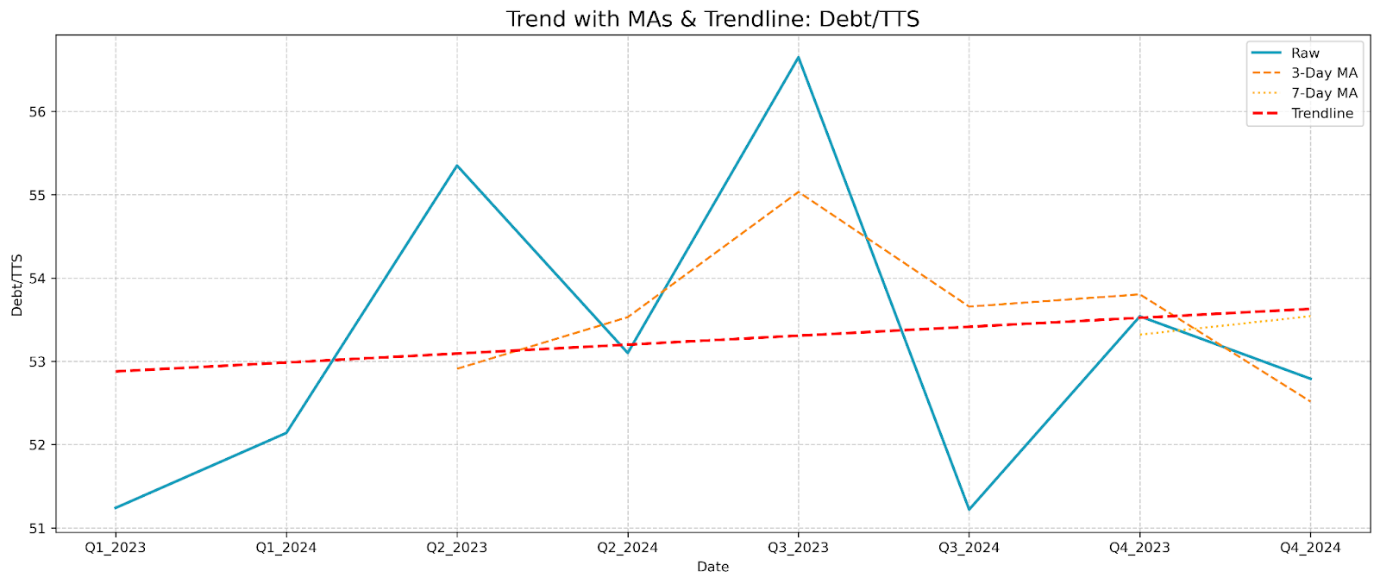 Trend with MAs & Trendline: Debt/TTS
Raw
3-Day MA
7-Day MA
Trendline
Debt/TTS
56
55
54
53
52
51
Q1_2023 Q1_2024 Q2_2023 Q2_2024 Q3_2023 Q3_2024 Q4_2023 Q4_2024
Date